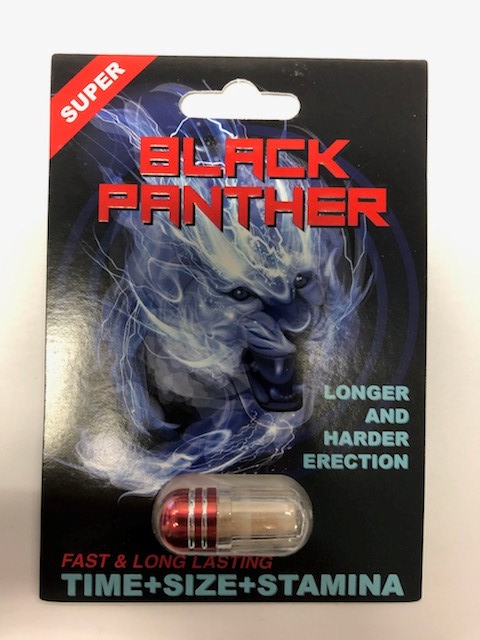 SUPER
BLACK
PANTHER
LONGER
AND
HARDER
ERECTION
FAST & LONG LASTING
TIME+SIZE+STAMINA